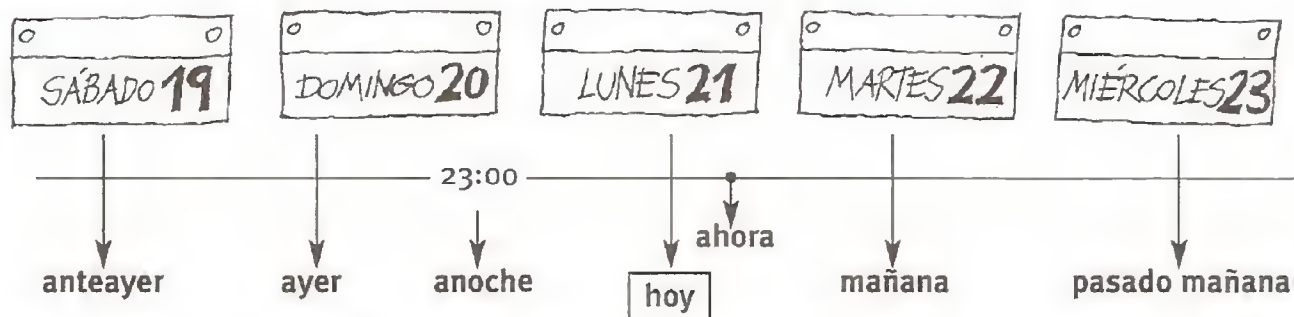 SÁBADO 19 DOMINGO 20 LUNES 21 MARTES 22 MIÉRCOLES 23
23:00
ahora
anteayer ayer anoche hoy mañana pasado mañana